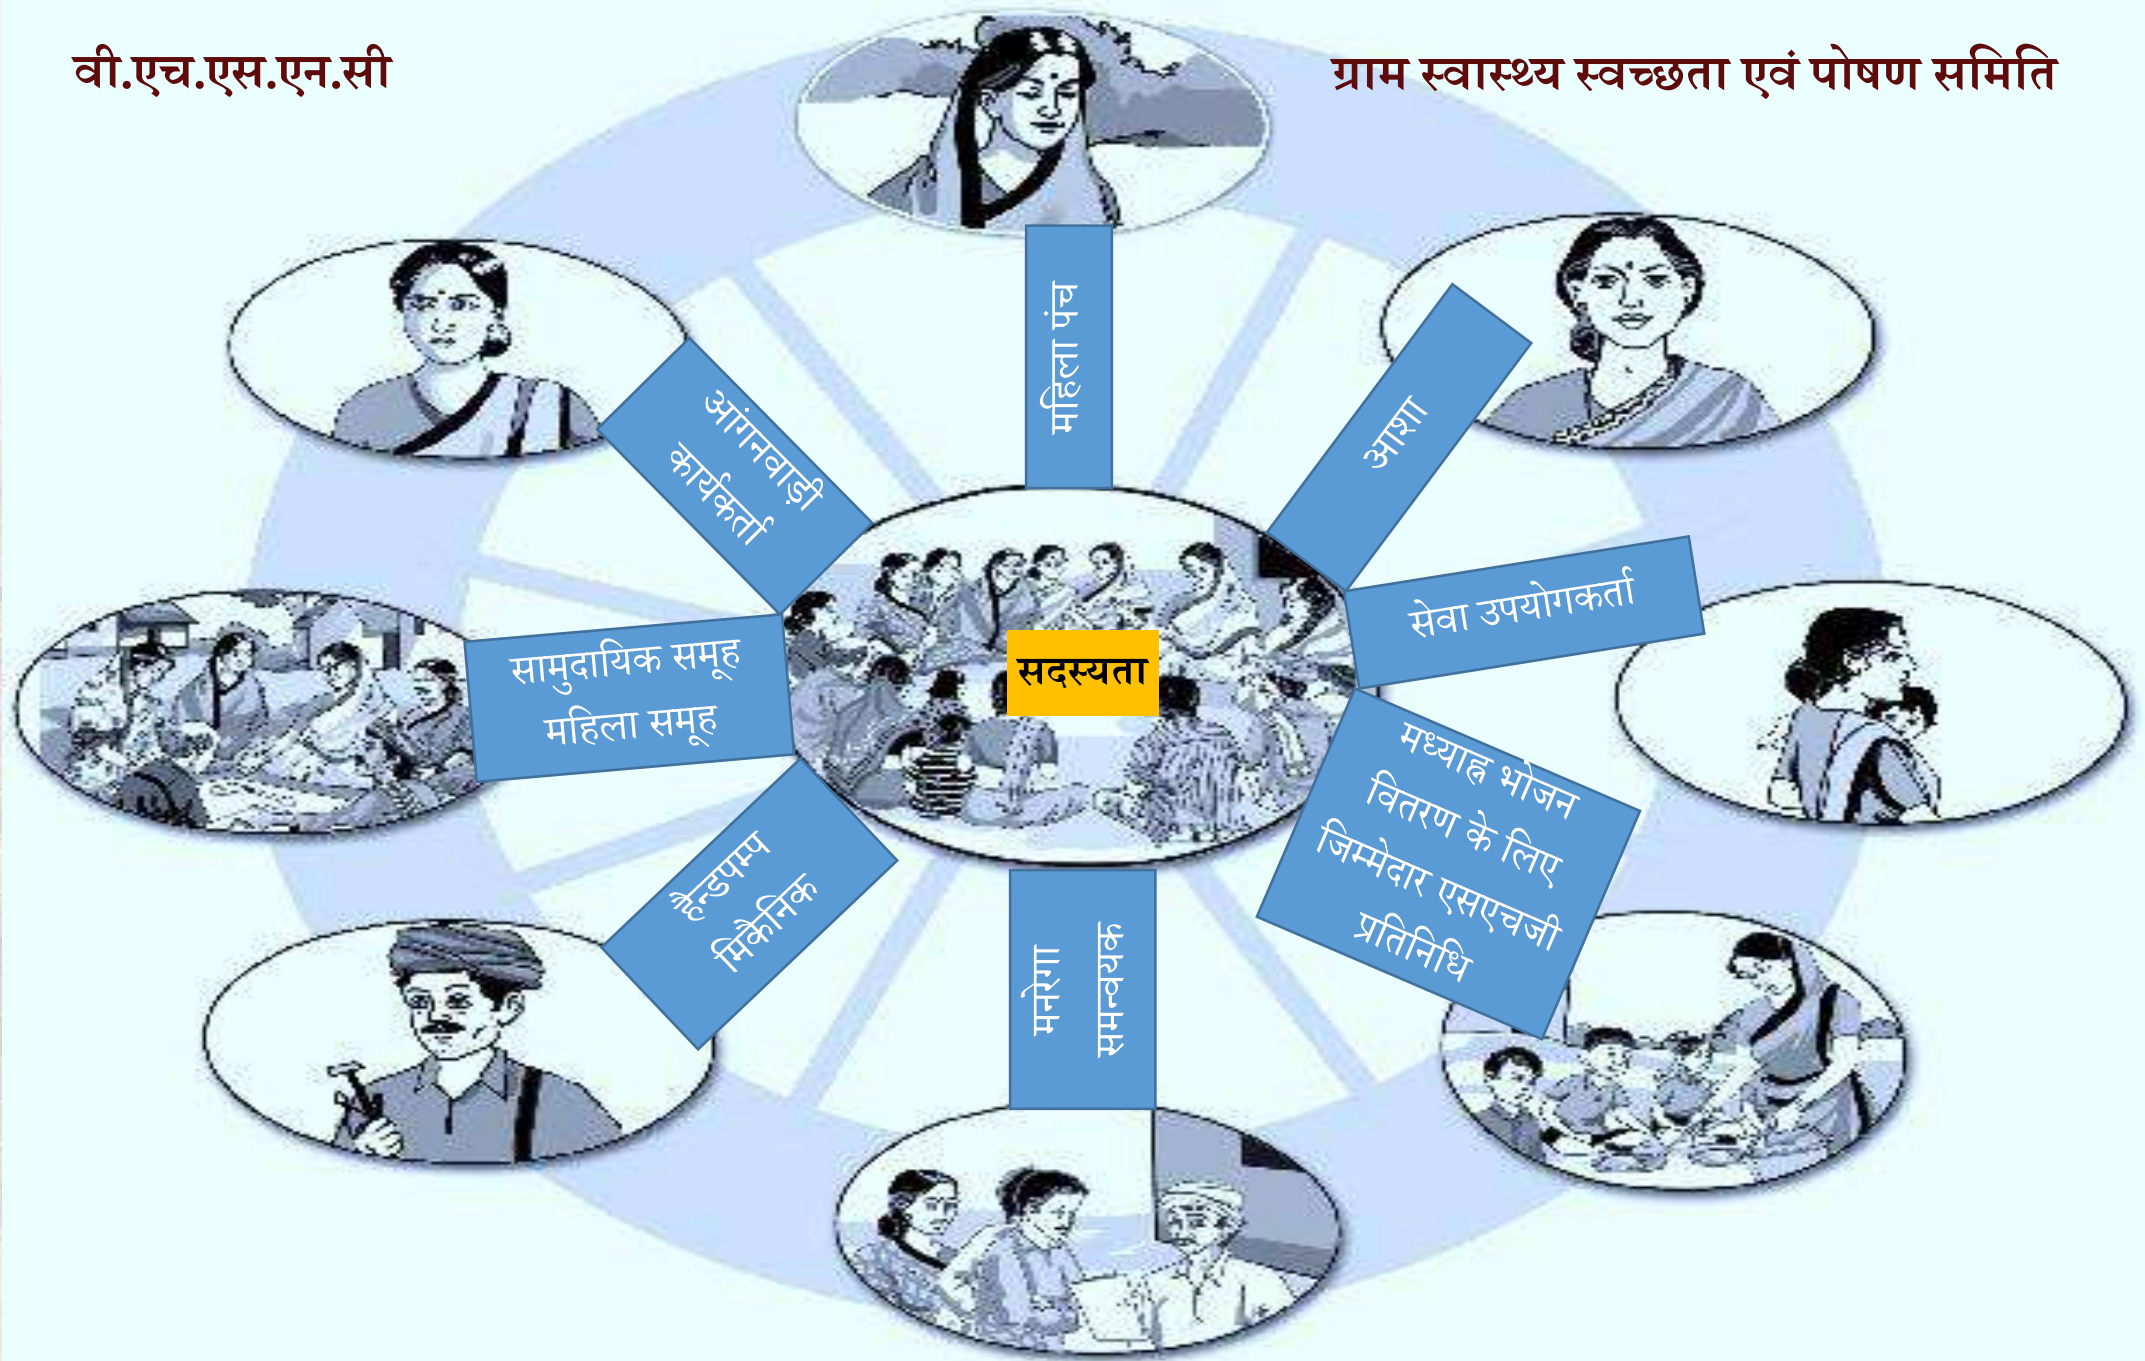 वी.एच.एस.एन.सी
ग्राम स्वास्थ्य स्वच्छता एवं पोषण समिति
महिला पंच
आशा
सेवा उपयोगकर्ता
मध्याह्न भोजन
वितरण के लिए
जिम्मेदार एसएचजी
प्रतिनिधि
मनरेगा
समन्वयक
हैन्डपम्प
मिकैनिक
सामुदायिक समूह
महिला समूह
आंगनवाड़ी
कार्यकर्ता
सदस्यता